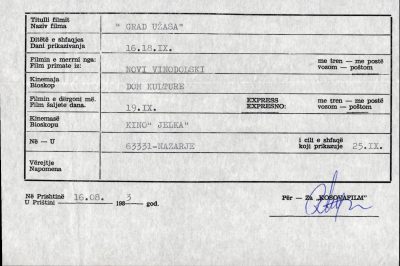 Titulli filmit
Naziv filma
" GRAD UŽASA"
Ditëtë e shfaqjes
Dani prikazivanja
16.18.IX.
Filmin e merrni nga:
Film primate iz:
NOVI VINODOLSKI
me tren — me postë
vozom — poštom
Kinemaja
Bioskop
DOM KULTURE
Filmin e dërgoni më.
Film šaljete dana.
19.IX.
EXPRESS
EXPRESNO:
me tren — me postë
vozom — poštom
Kinemasë
Bioskopu
KINO" JELKA"
Në — U
63331-NAZARJE
i cili e shfaqë
koji prikazuje
25.IX.
Vërejtje
Napomena
Në Prishtinë
U Prištini
16.08.
198
3
god.
Për — Za „KOSOVAFILM"